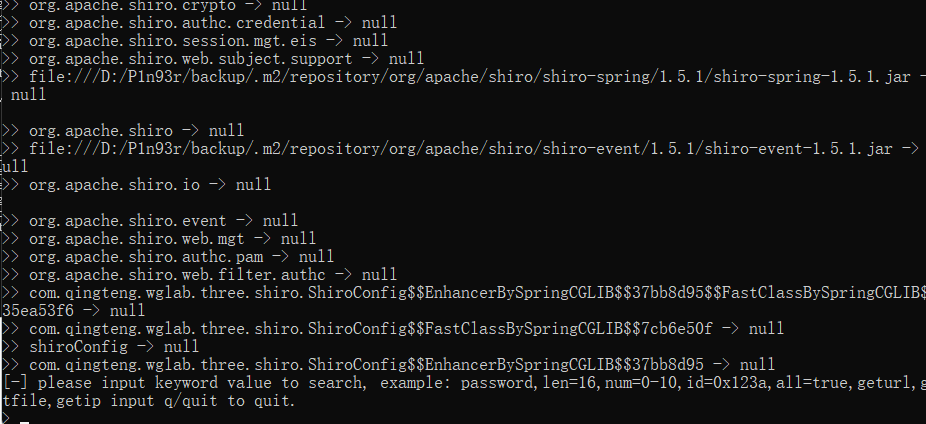 >> org.apache.shiro.crypto -> null
>> org.apache.shiro.authc.credential -> null
>> org.apache.shiro.session.mgt.eis -> null
>> org.apache.shiro.web.subject.support -> null
>> file:///D:/P1n93r/backup/.m2/repository/org/apache/shiro/shiro-spring/1.5.1/shiro-spring-1.5.1.jar -
null
>> org.apache.shiro -> null
>> file:///D:/P1n93r/backup/.m2/repository/org/apache/shiro/shiro-event/1.5.1/shiro-event-1.5.1.jar ->
ull
>> org.apache.shiro.io -> null
>> org.apache.shiro.event -> null
>> org.apache.shiro.web.mgt -> null
>> org.apache.shiro.authc.pam -> null
>> org.apache.shiro.web.filter.authc -> null
>> com.qingteng.wglab.three.shiro.ShiroConfig$$EnhancerBySpringCGLIB$$37bb8d95$$FastClassBySpringCGLIB$
35ea53f6 -> null
>> com.qingteng.wglab.three.shiro.ShiroConfig$$FastClassBySpringCGLIB$$7cb6e50f -> null
>> shiroConfig -> null
>> com.qingteng.wglab.three.shiro.ShiroConfig$$EnhancerBySpringCGLIB$$37bb8d95 -> null
[-] please input keyword value to search, example: password,len=16,num=0-10,id=0x123a,all=true,geturl,g
tfile,getip input q/quit to quit.
>